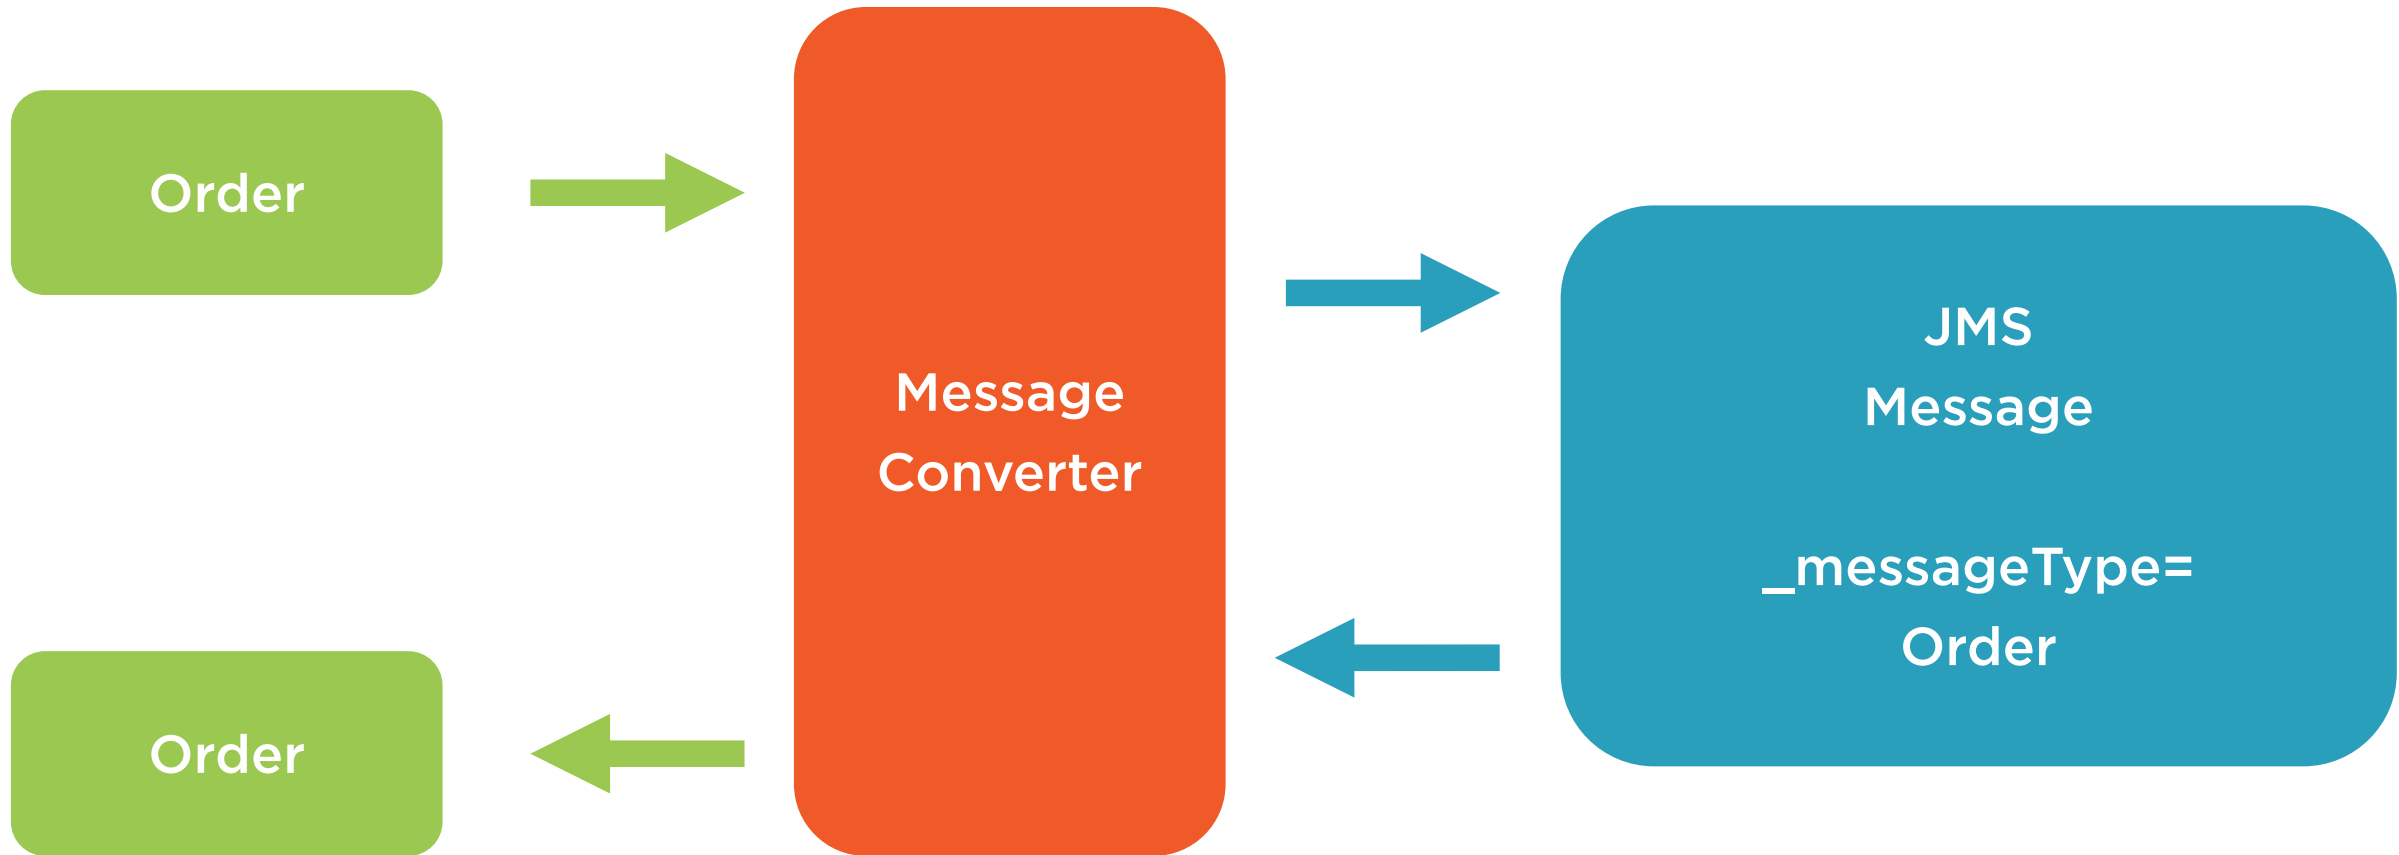 Order
Message
Converter
JMS
Message
_messageType=
Order
Order